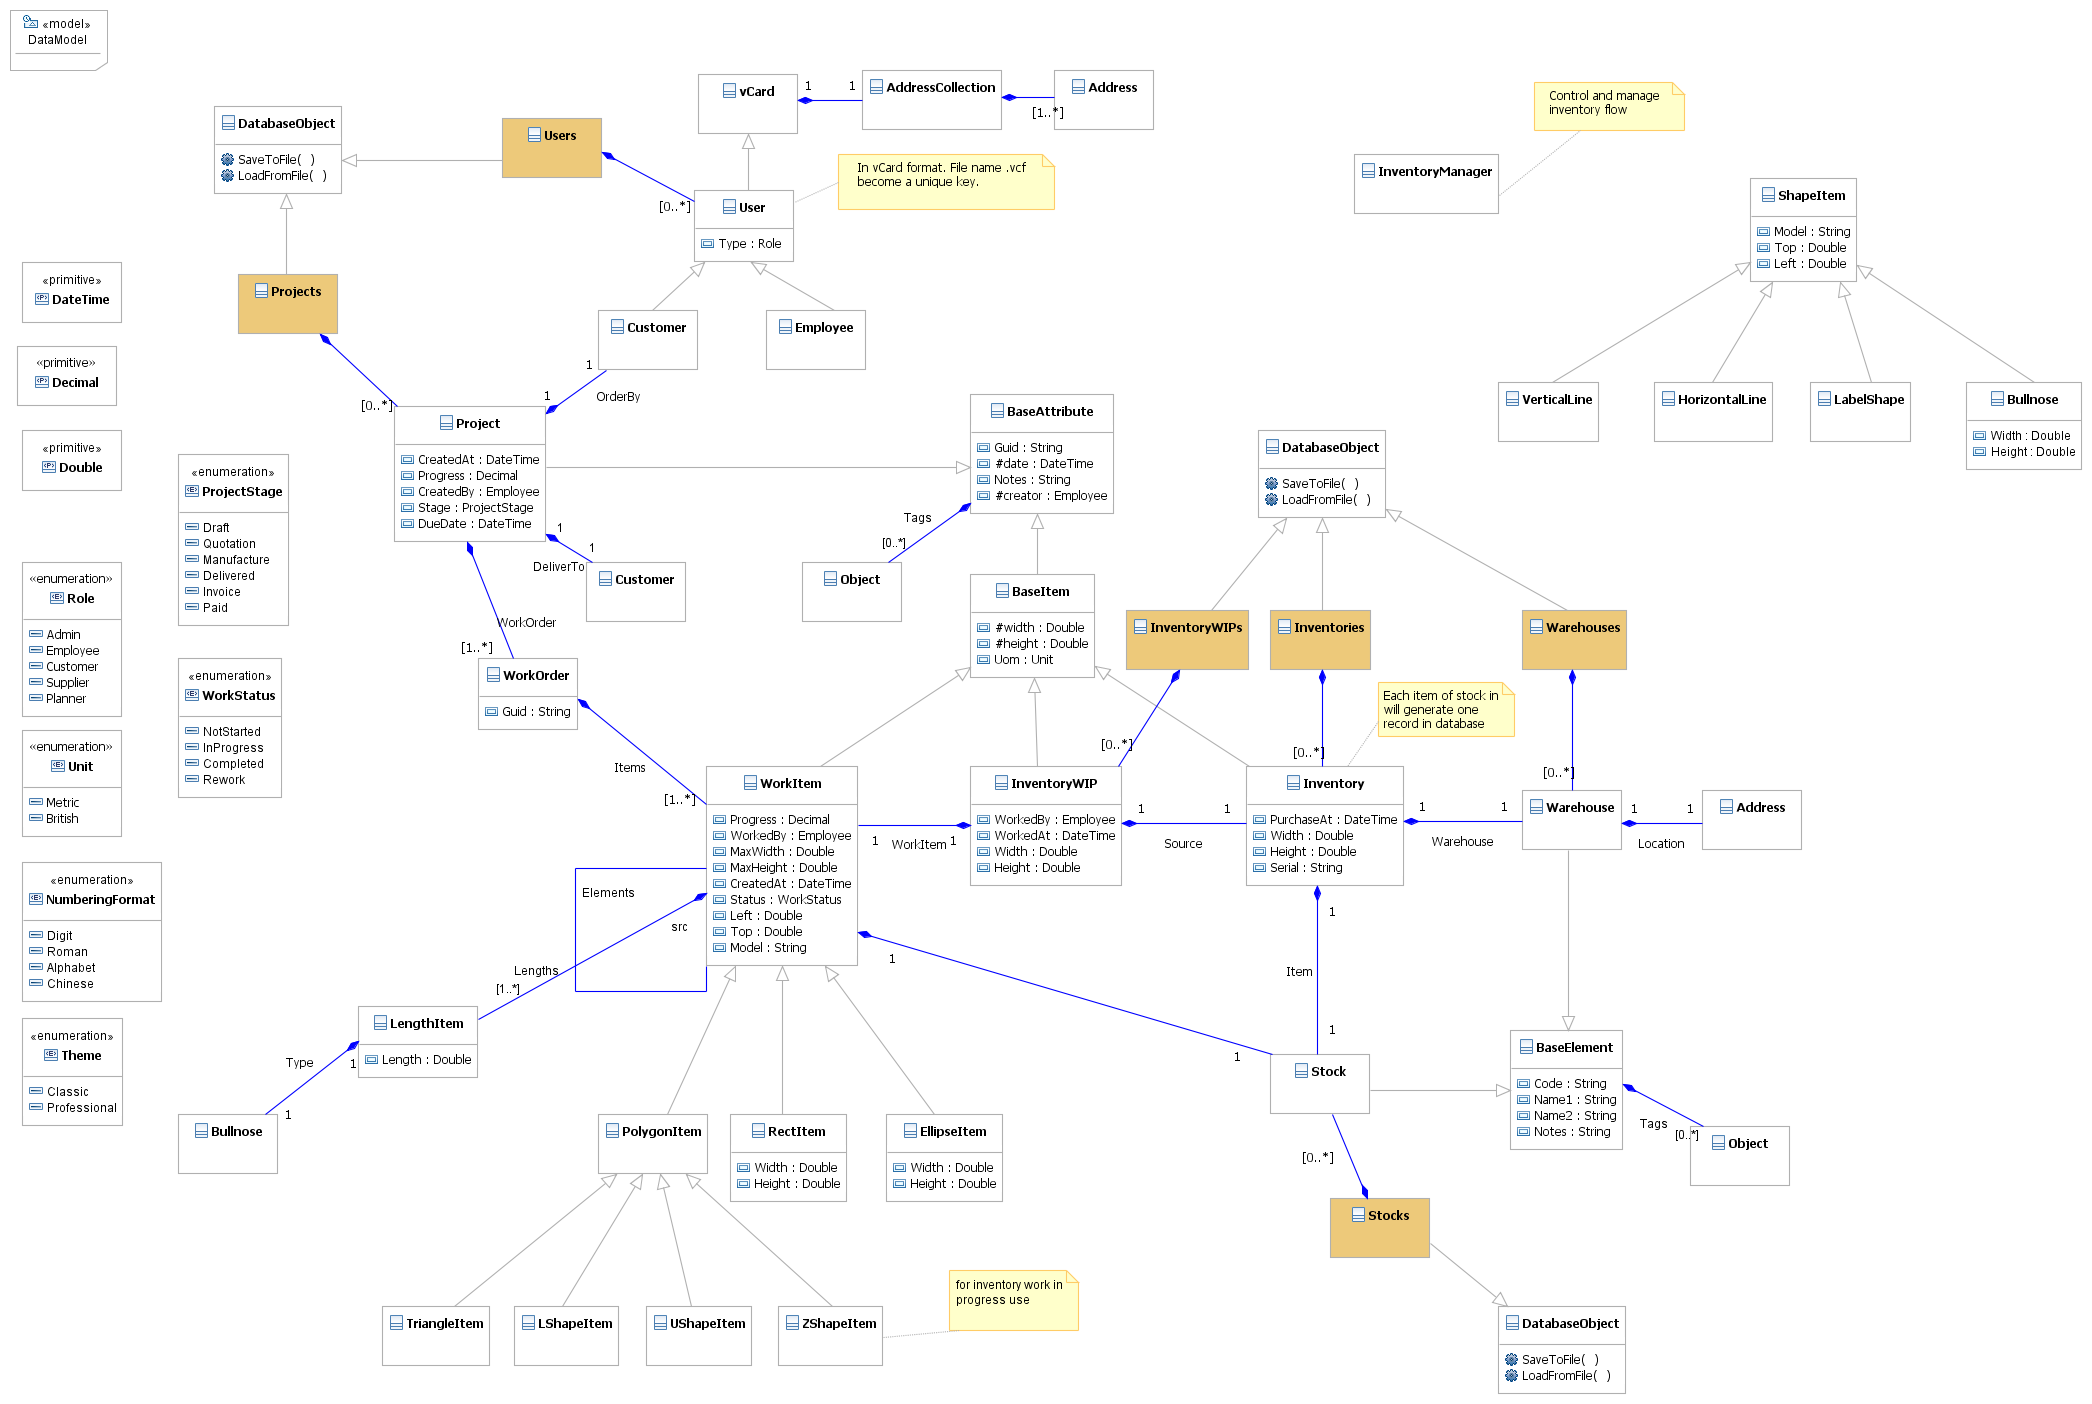 «model»
DataModel
vCard
1
1
AddressCollection
[1..*]
Address
Control and manage
inventory flow
DatabaseObject
SaveToFile( )
LoadFromFile( )
Users
[0..*]
In vCard format. File name .vcf
become a unique key.
User
Type : Role
InventoryManager
ShapeItem
Model : String
Top : Double
Left : Double
«primitive»
DateTime
Projects
Customer
Employee
«primitive»
Decimal
[0..*]
1
1
OrderBy
VerticalLine
HorizontalLine
LabelShape
Bullnose
Width : Double
Height : Double
Project
CreatedAt : DateTime
Progress : Decimal
CreatedBy : Employee
Stage : ProjectStage
DueDate : DateTime
BaseAttribute
Guid : String
#date : DateTime
Notes : String
#creator : Employee
DatabaseObject
SaveToFile( )
LoadFromFile( )
«primitive»
Double
«enumeration»
ProjectStage
Draft
Quotation
Manufacture
Delivered
Invoice
Paid
Tags
[0..*]
1
1
DeliverTo
Customer
Object
«enumeration»
Role
Admin
Employee
Customer
Supplier
Planner
BaseItem
#width : Double
#height : Double
Uom : Unit
InventoryWIPs
Inventories
Warehouses
WorkOrder
[1..*]
WorkOrder
Guid : String
«enumeration»
WorkStatus
NotStarted
InProgress
Completed
Rework
Each item of stock in
will generate one
record in database
«enumeration»
Unit
Metric
British
Items
[1..*]
[0..*]
[0..*]
[0..*]
WorkItem
Progress : Decimal
WorkedBy : Employee
MaxWidth : Double
MaxHeight : Double
CreatedAt : DateTime
Status : WorkStatus
Left : Double
Top : Double
Model : String
1
WorkItem
1
InventoryWIP
WorkedBy : Employee
WorkedAt : DateTime
Width : Double
Height : Double
1
1
Source
Inventory
PurchaseAt : DateTime
Width : Double
Height : Double
Serial : String
1
1
Warehouse
Warehouse
1
1
Location
Address
«enumeration»
NumberingFormat
Digit
Roman
Alphabet
Chinese
Elements
src
Lengths
[1..*]
1
1
Item
1
1
«enumeration»
Theme
Classic
Professional
LengthItem
Length : Double
Type
1
1
Bullnose
Stock
BaseElement
Code : String
Name1 : String
Name2 : String
Notes : String
Tags
[0..*]
Object
PolygonItem
RectItem
Width : Double
Height : Double
EllipseItem
Width : Double
Height : Double
[0..*]
Stocks
for inventory work in
progress use
TriangleItem
LShapeItem
UShapeItem
ZShapeItem
DatabaseObject
SaveToFile( )
LoadFromFile( )